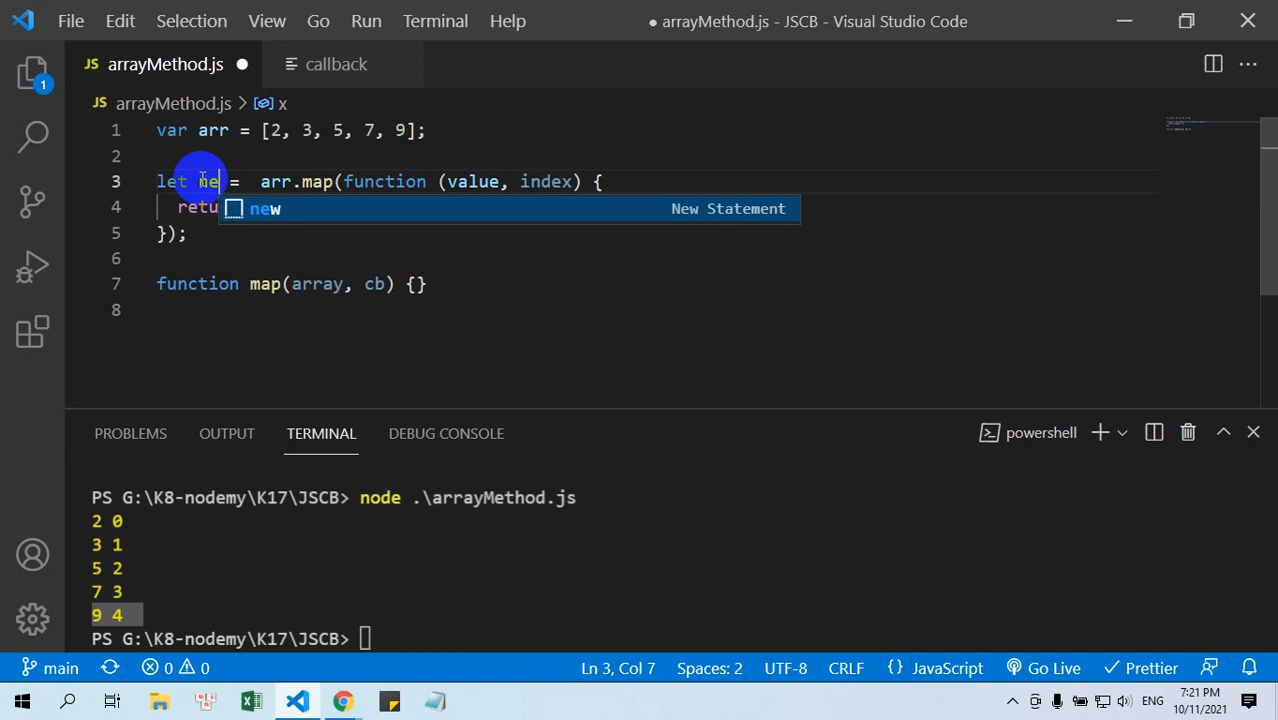 File Edit Selection View Go Run Terminal Help ● arrayMethod.js - JSCB - Visual Studio Code
JS arrayMethod.js ● callback
JS arrayMethod.js > x
1 var arr = [2, 3, 5, 7, 9];
2
3 let ne = arr.map(function (value, index) {
4 retu
new New Statement
5 });
6
7 function map(array, cb) {}
8
1
PROBLEMS OUTPUT TERMINAL DEBUG CONSOLE powershell
PS G:\K8-nodemy\K17\JSCB> node .\arrayMethod.js
2 0
3 1
5 2
7 3
9 4
PS G:\K8-nodemy\K17\JSCB>
main 0 0 Ln 3, Col 7 Spaces: 2 UTF-8 CRLF {} JavaScript Go Live Prettier
ENG 7:21 PM
10/11/2021